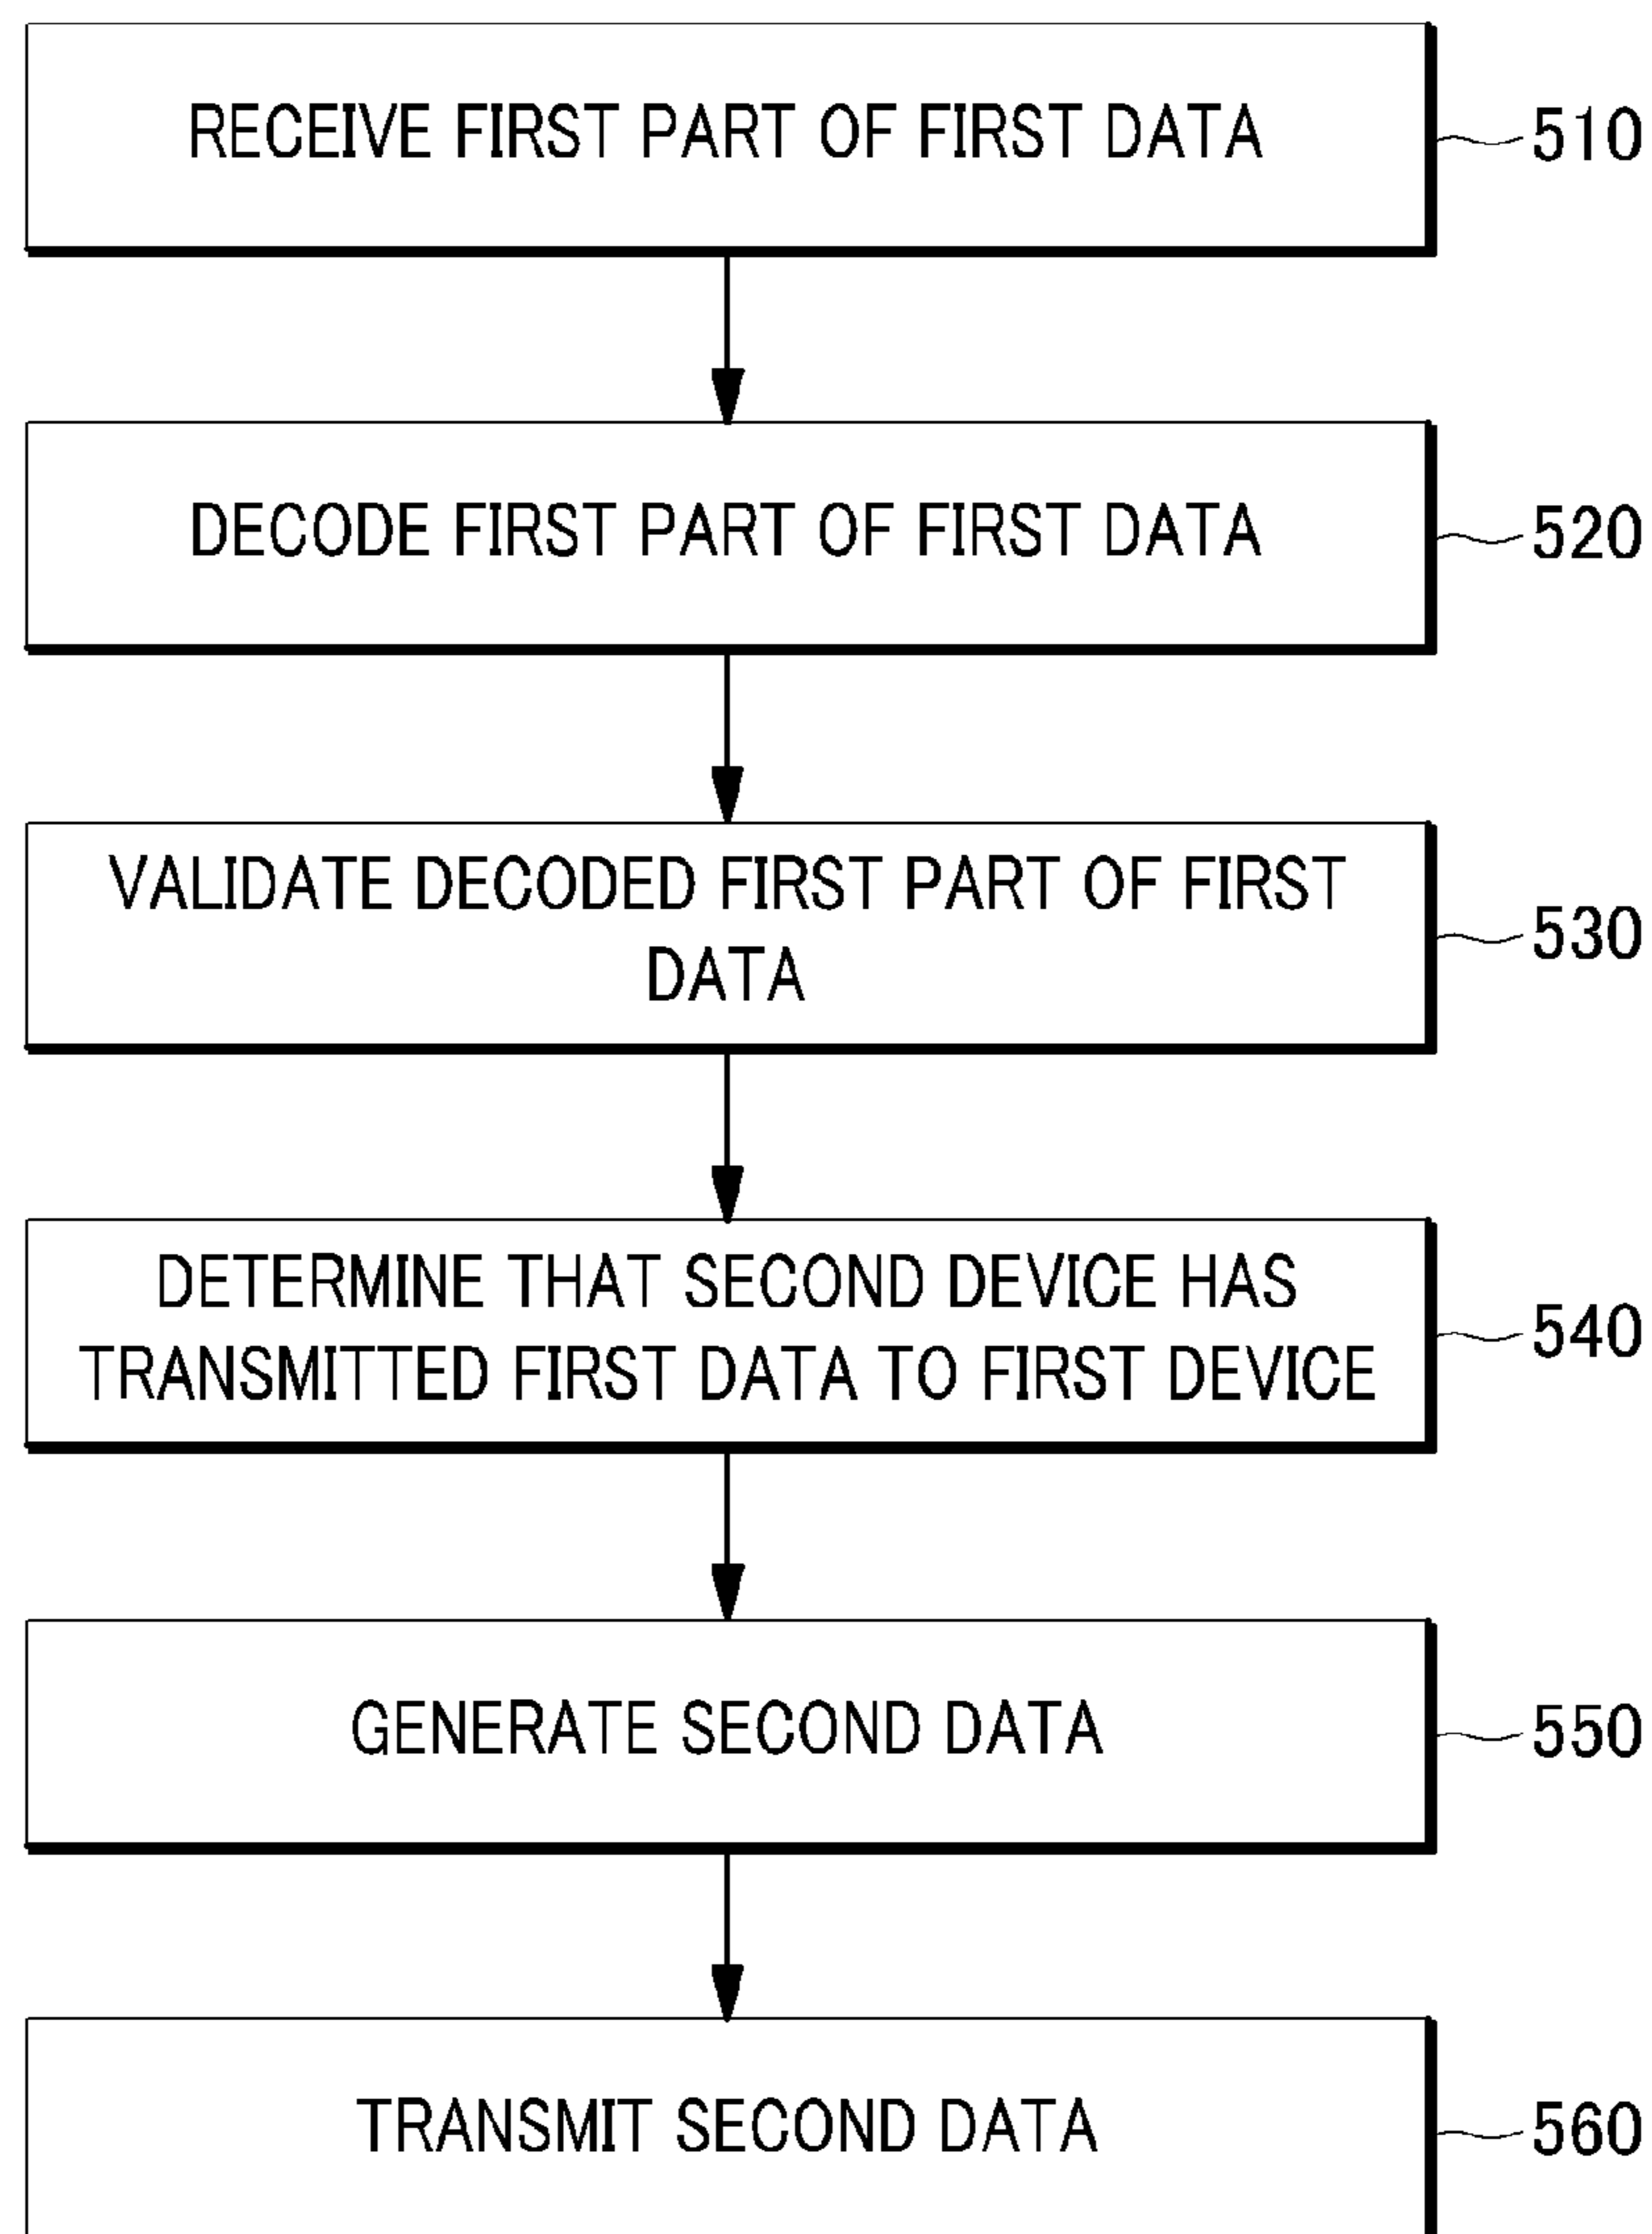 RECEIVE FIRST PART OF FIRST DATA
510
DECODE FIRST PART OF FIRST DATA
520
VALIDATE DECODED FIRST PART OF FIRST
DATA
530
DETERMINE THAT SECOND DEVICE HAS
TRANSMITTED FIRST DATA TO FIRST DEVICE
540
GENERATE SECOND DATA
550
TRANSMIT SECOND DATA
560